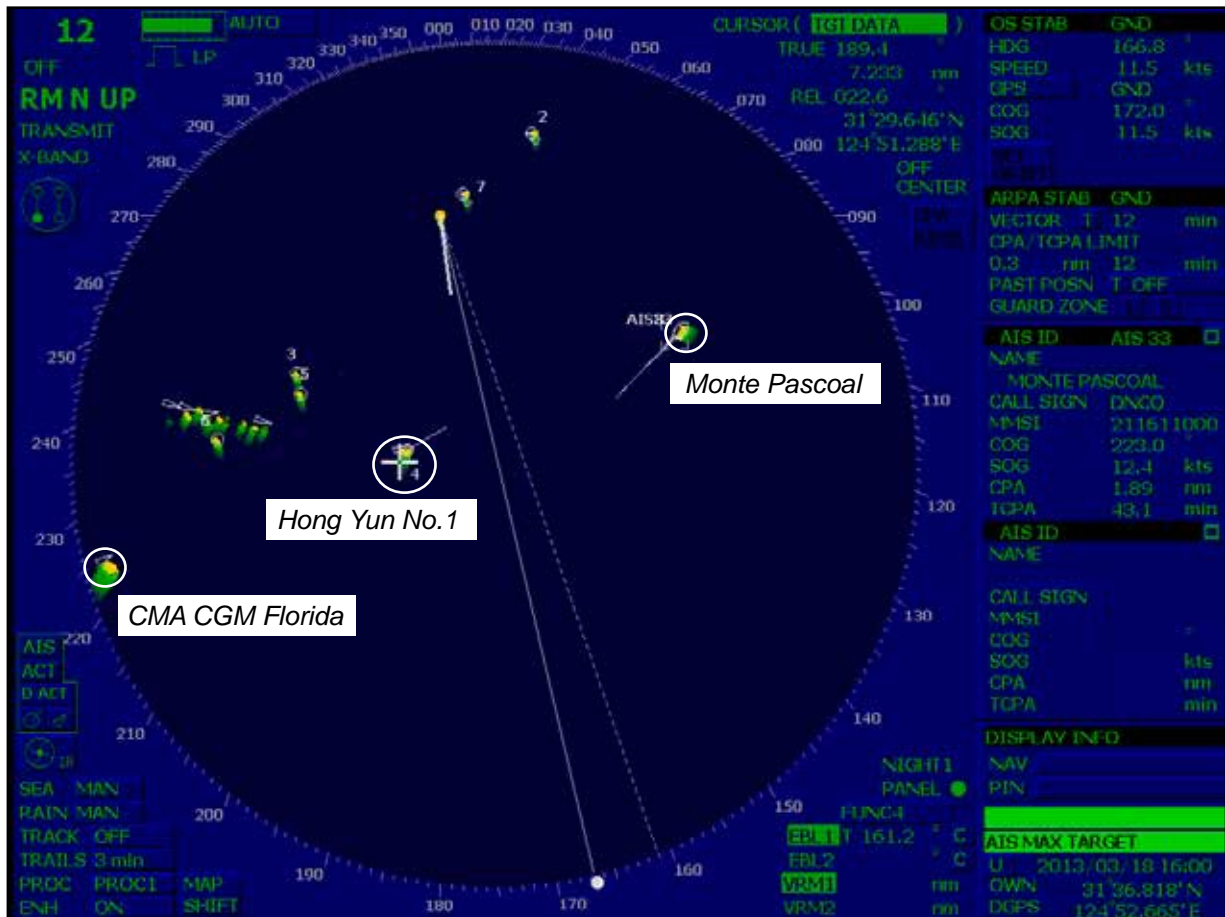 12
AUTO
OFF
LP
RM N UP
TRANSMIT
X-BAND
CURSOR ( TGT DATA )
TRUE 189.4 °
7.233 nm
REL 022.6 °
31°29.646'N
124°51.288'E
OFF
CENTER
000 010 020 030 040 050 060 070 000 090 100 110 120 130 140 150 160 170 180 190 200 210 220 230 240 250 260 270 280 290 300 310 320 330 340 350
2
7
3
5
6
4
AIS33
Monte Pascoal
Hong Yun No.1
CMA CGM Florida
AIS
ACT
D ACT
IR
SEA MAN
RAIN MAN
TRACK OFF
TRAILS 3 min
PROC PROC1 MAP
ENH ON SHIFT
NIGHT1
PANEL
FUNC4
EBL1 T 161.2 ° C
EBL2 ° C
VRM1 nm
VRM2 nm
OS STAB GND
HDG 166.8 °
SPEED 11.5 kts
GPS GND
COG 172.0 °
SOG 11.5 kts
ARPA STAB GND
VECTOR T 12 min
CPA/TCPA LIMIT
0.3 nm 12 min
PAST POSN T OFF
GUARD ZONE
AIS ID AIS 33
NAME
MONTE PASCOAL
CALL SIGN DNCQ
MMSI 211611000
COG 223.0 °
SOG 12.4 kts
CPA 1.89 nm
TCPA 43.1 min
AIS ID
NAME
CALL SIGN
MMSI
COG °
SOG kts
CPA nm
TCPA min
DISPLAY INFO
NAV
PIN
AIS MAX TARGET
U 2013/03/18 16:00
OWN 31°36.818'N
DGPS 124°52.665'E